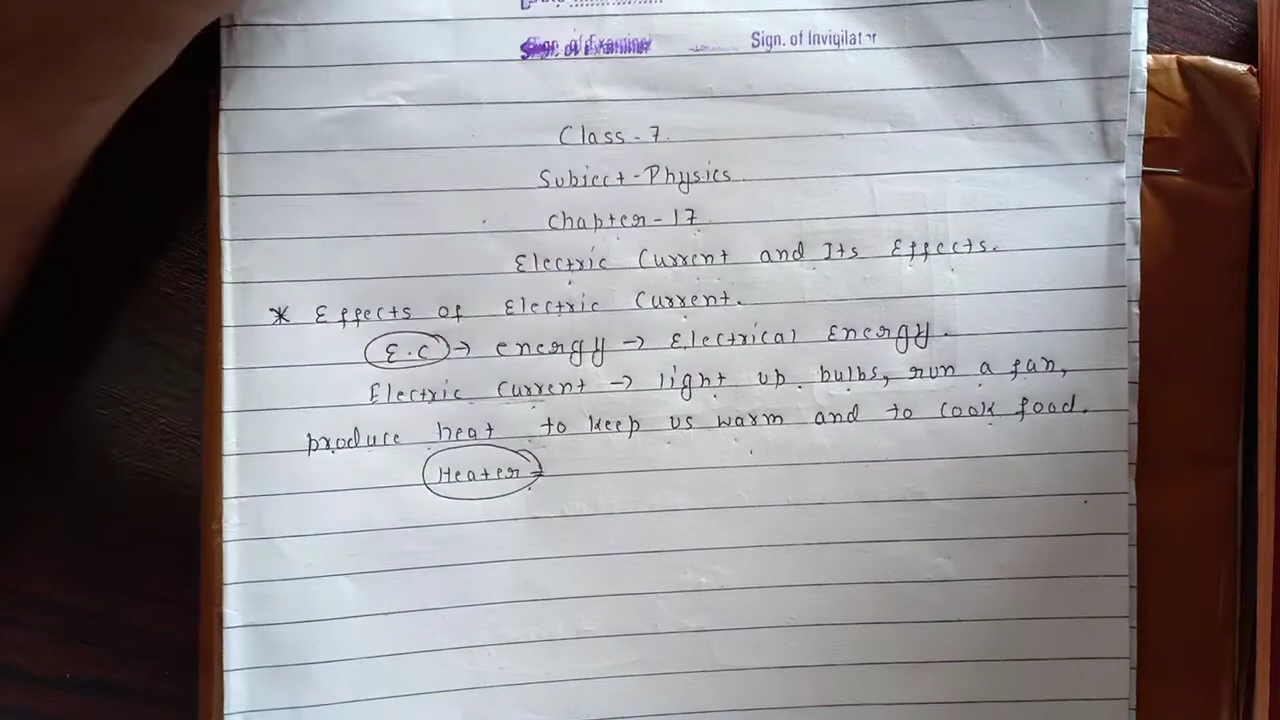 Sign. of Examiner Sign. of Invigilator
Class - 7.
Subject - Physics.
Chapter - 17.
Electric Current and Its Effects.
* Effects of Electric Current.
E.C → energy → Electrical Energy.
Electric Current → light up bulbs, run a fan,
produce heat to keep us warm and to cook food.
Heater -